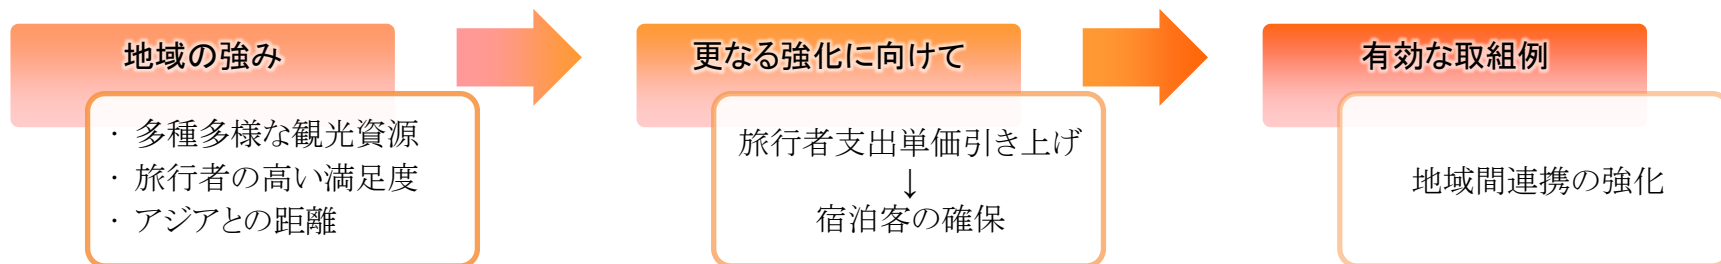 地域の強み
・多種多様な観光資源
・旅行者の高い満足度
・アジアとの距離
更なる強化に向けて
旅行者支出単価引き上げ
↓
宿泊客の確保
有効な取組例
地域間連携の強化